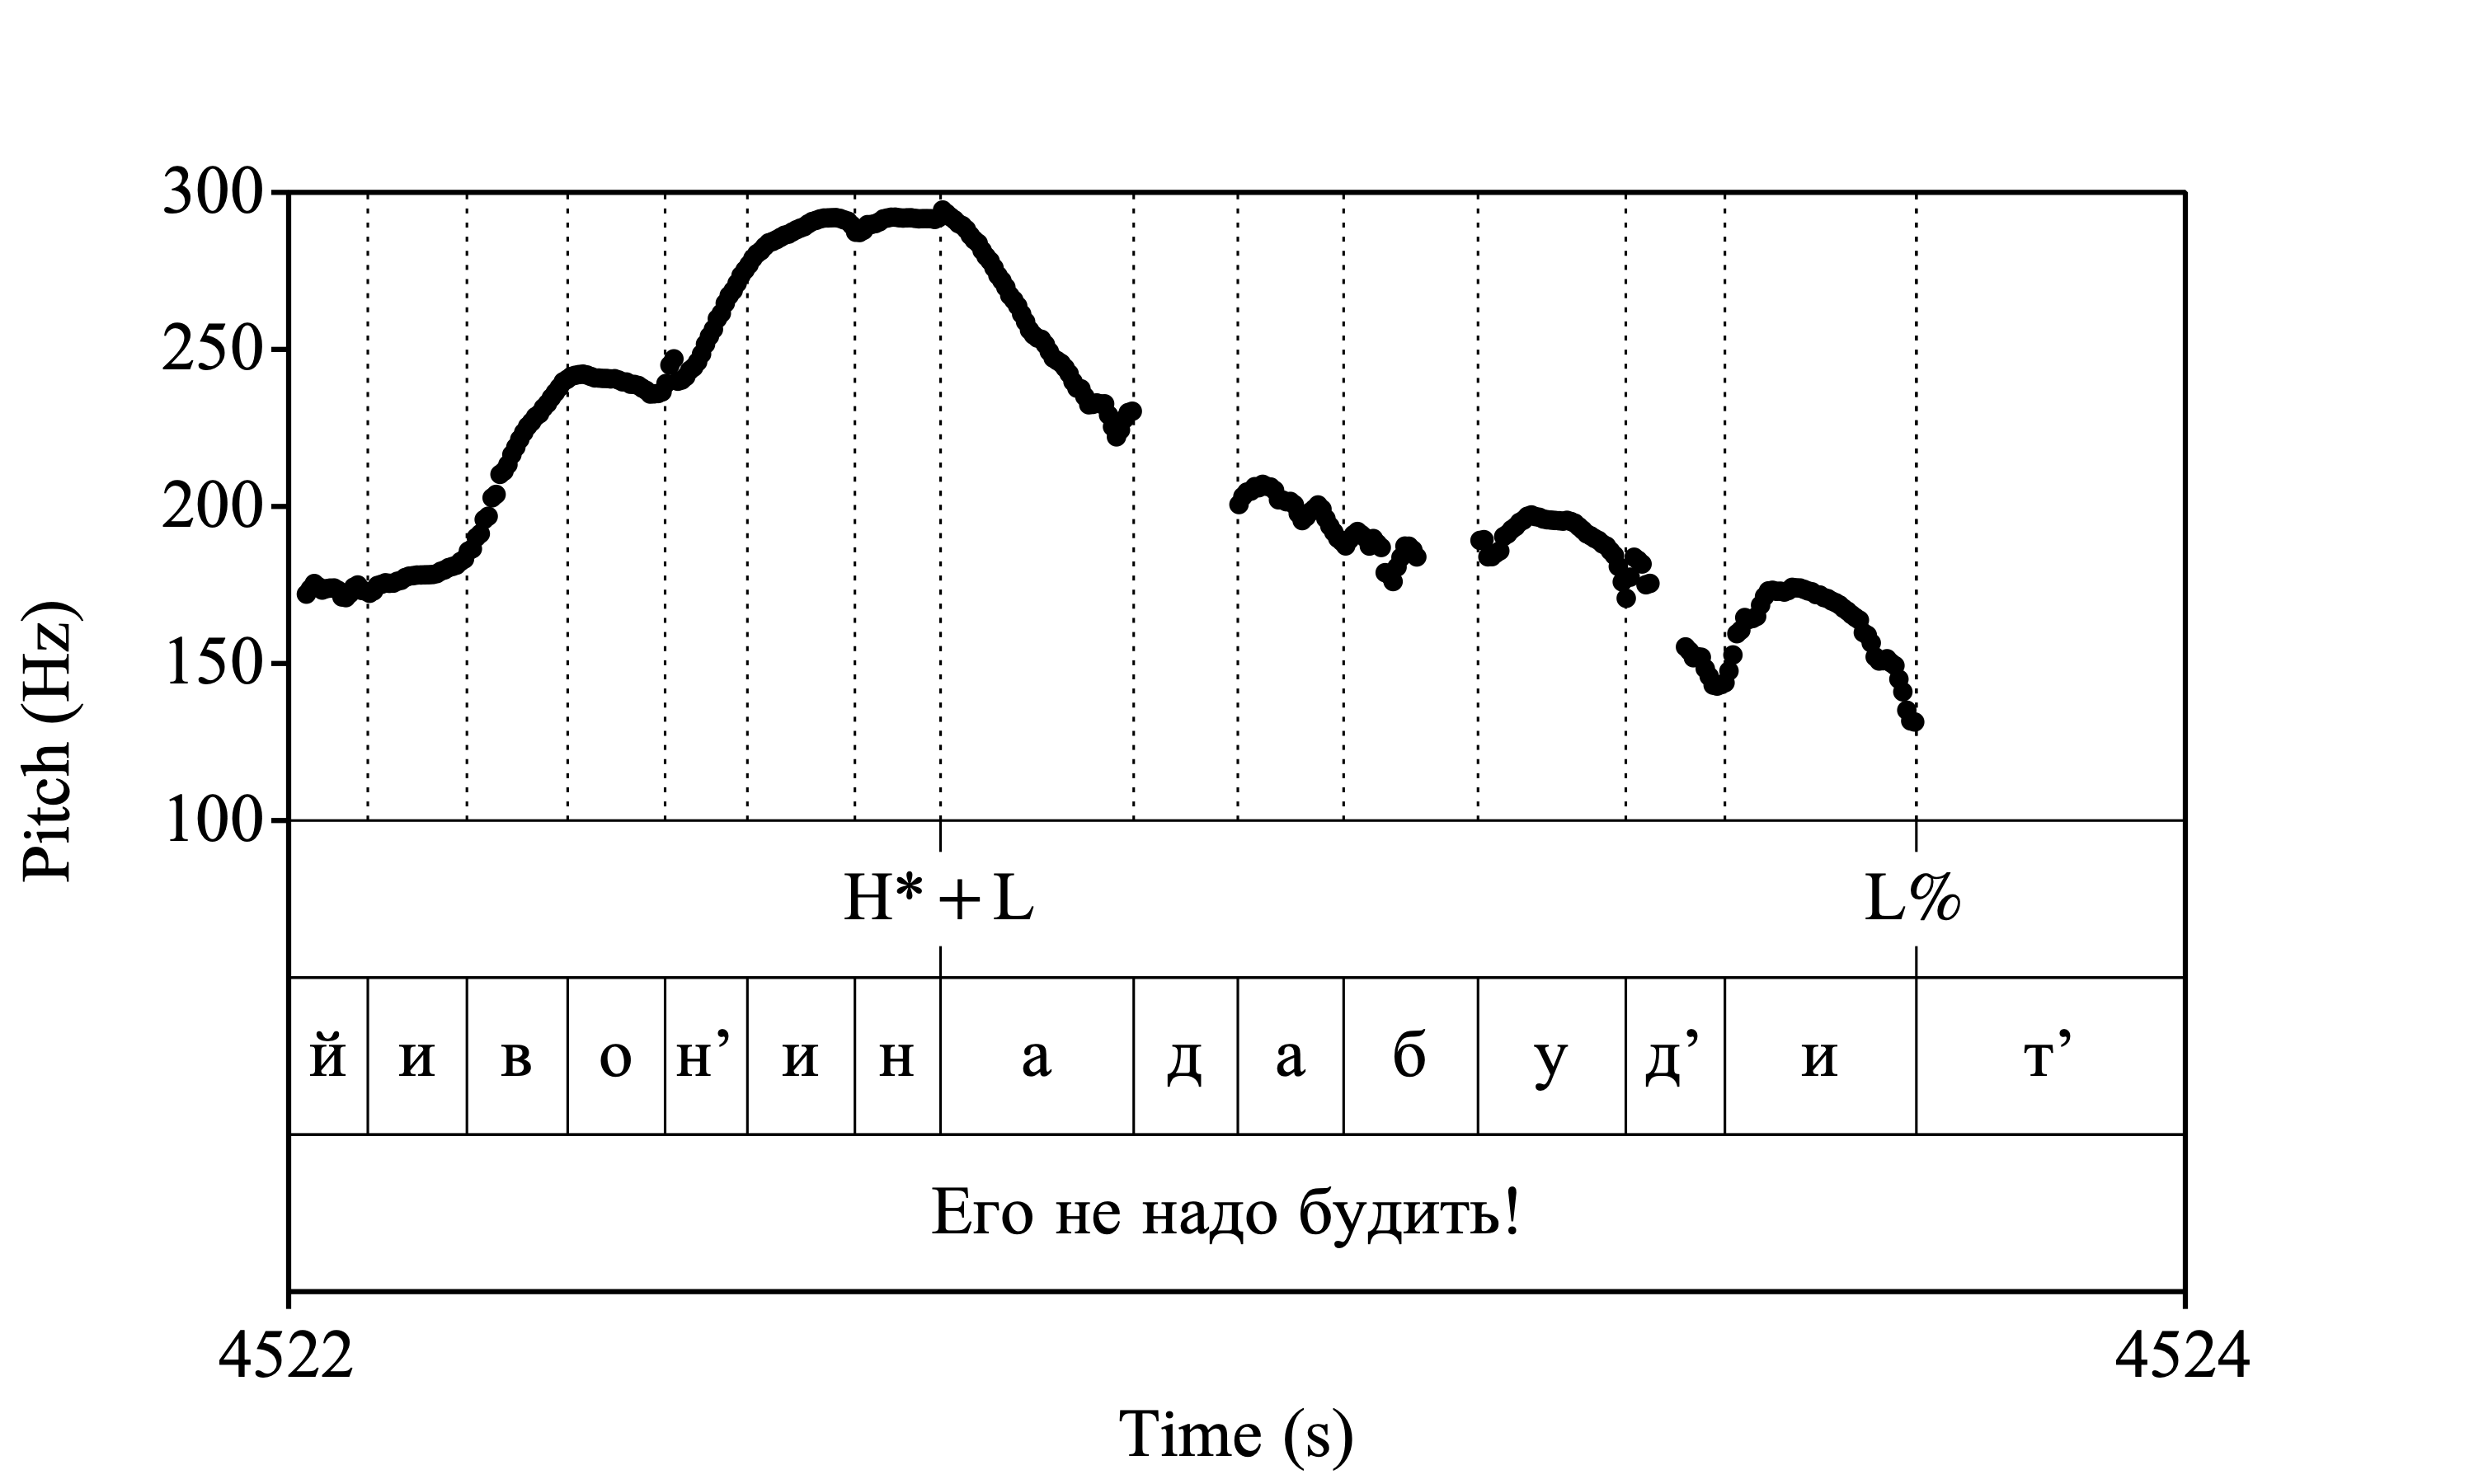 300
250
200
150
100
Pitch (Hz)
H*+L L%
й и в о н’ и н а д а б у д’ и т’
Его не надо будить!
4522 4524
Time (s)